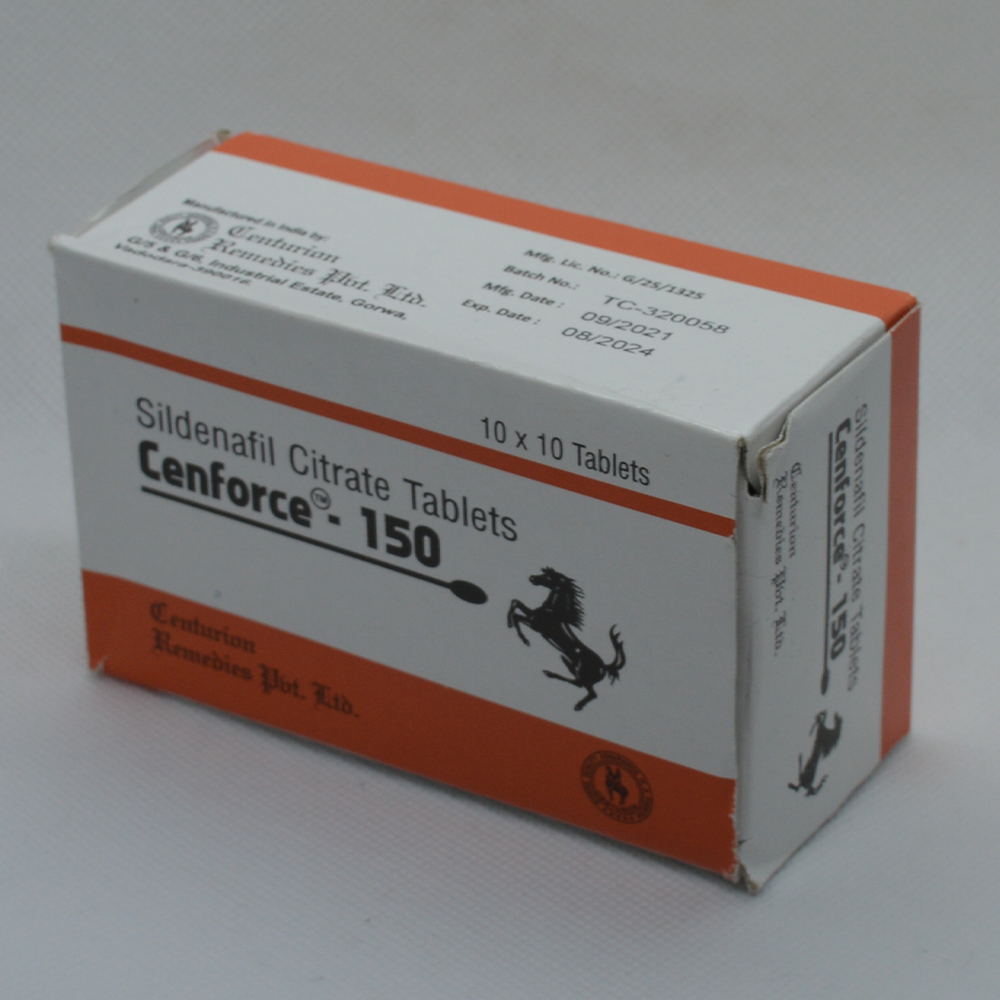 Manufactured in India by:
Centurion
Remedies Pvt. Ltd.
G/5 & G/6, Industrial Estate, Gorwa,
Vadodara-390016.
Mfg. Lic. No.: G/25/1325
Batch No.: TC-320058
Mfg. Date : 09/2021
Exp. Date : 08/2024
10 x 10 Tablets
Sildenafil Citrate Tablets
Cenforce™- 150
Centurion
Remedies Pvt. Ltd.
Sildenafil Citrate Tablets
Cenforce®- 150
Centurion
Remedies Pvt. Ltd.